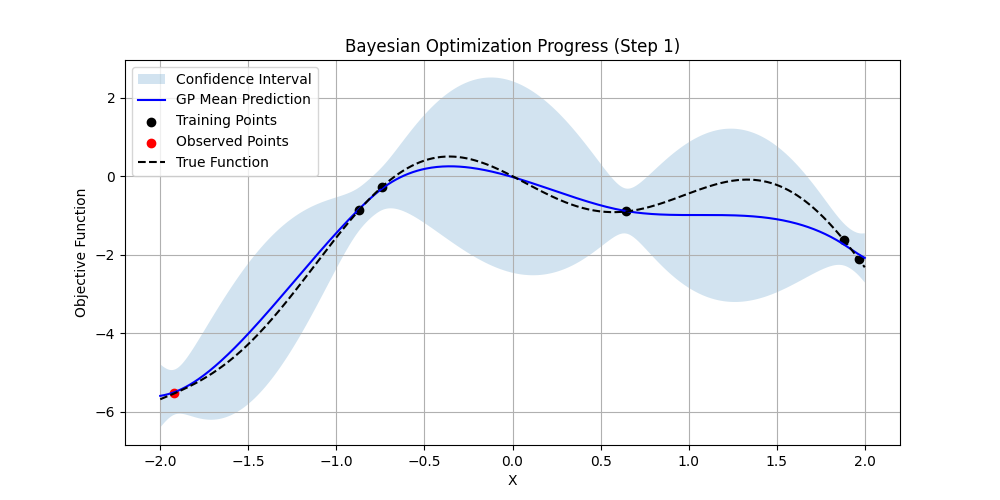 Bayesian Optimization Progress (Step 1)
Confidence Interval
GP Mean Prediction
Training Points
Observed Points
True Function
Objective Function
2
0
−2
−4
−6
−2.0 −1.5 −1.0 −0.5 0.0 0.5 1.0 1.5 2.0
X